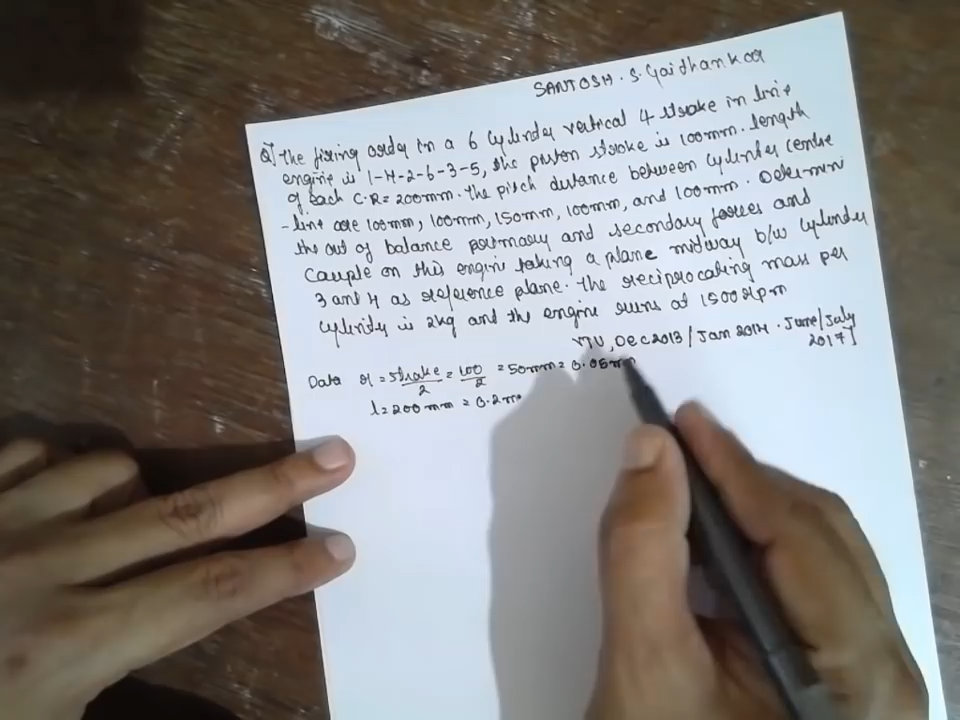 SANTOSH. S. Gaidhankar
Q] The firing order in a 6 cylinder vertical 4 stroke in line
engine is 1-4-2-6-3-5, the piston stroke is 100mm. length
of each C.R = 200mm. the pitch distance between cylinder centre
-line are 100mm, 100mm, 150mm, 100mm, and 100mm. Determine
the out of balance primary and secondary forces and
couple on this engine taking a plane midway b/w cylinder
3 and 4 as reference plane. the reciprocating mass per
cylinder is 2kg and the engine runs at 1500 rpm
VTU, Dec 2013/Jan 2014. June/July
2017]
Data r = stroke/2 = 100/2 = 50mm = 0.05m
l = 200mm = 0.2m